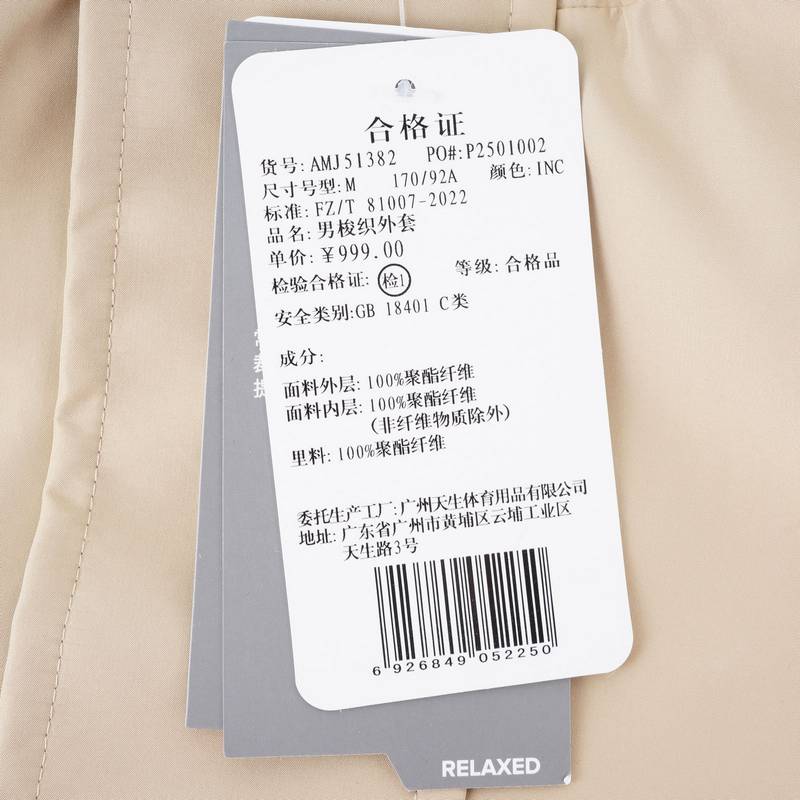 合格证
货号: AMJ51382 PO#: P2501002
尺寸号型: M 170/92A 颜色: INC
标准: FZ/T 81007-2022
品名: 男梭织外套
单价: ¥999.00
检验合格证: 检1 等级: 合格品
安全类别: GB 18401 C类
成分:
面料外层: 100%聚酯纤维
面料内层: 100%聚酯纤维
(非纤维物质除外)
里料: 100%聚酯纤维
委托生产工厂: 广州天生体育用品有限公司
地址: 广东省广州市黄埔区云埔工业区
天生路3号
6 926849 052250
RELAXED